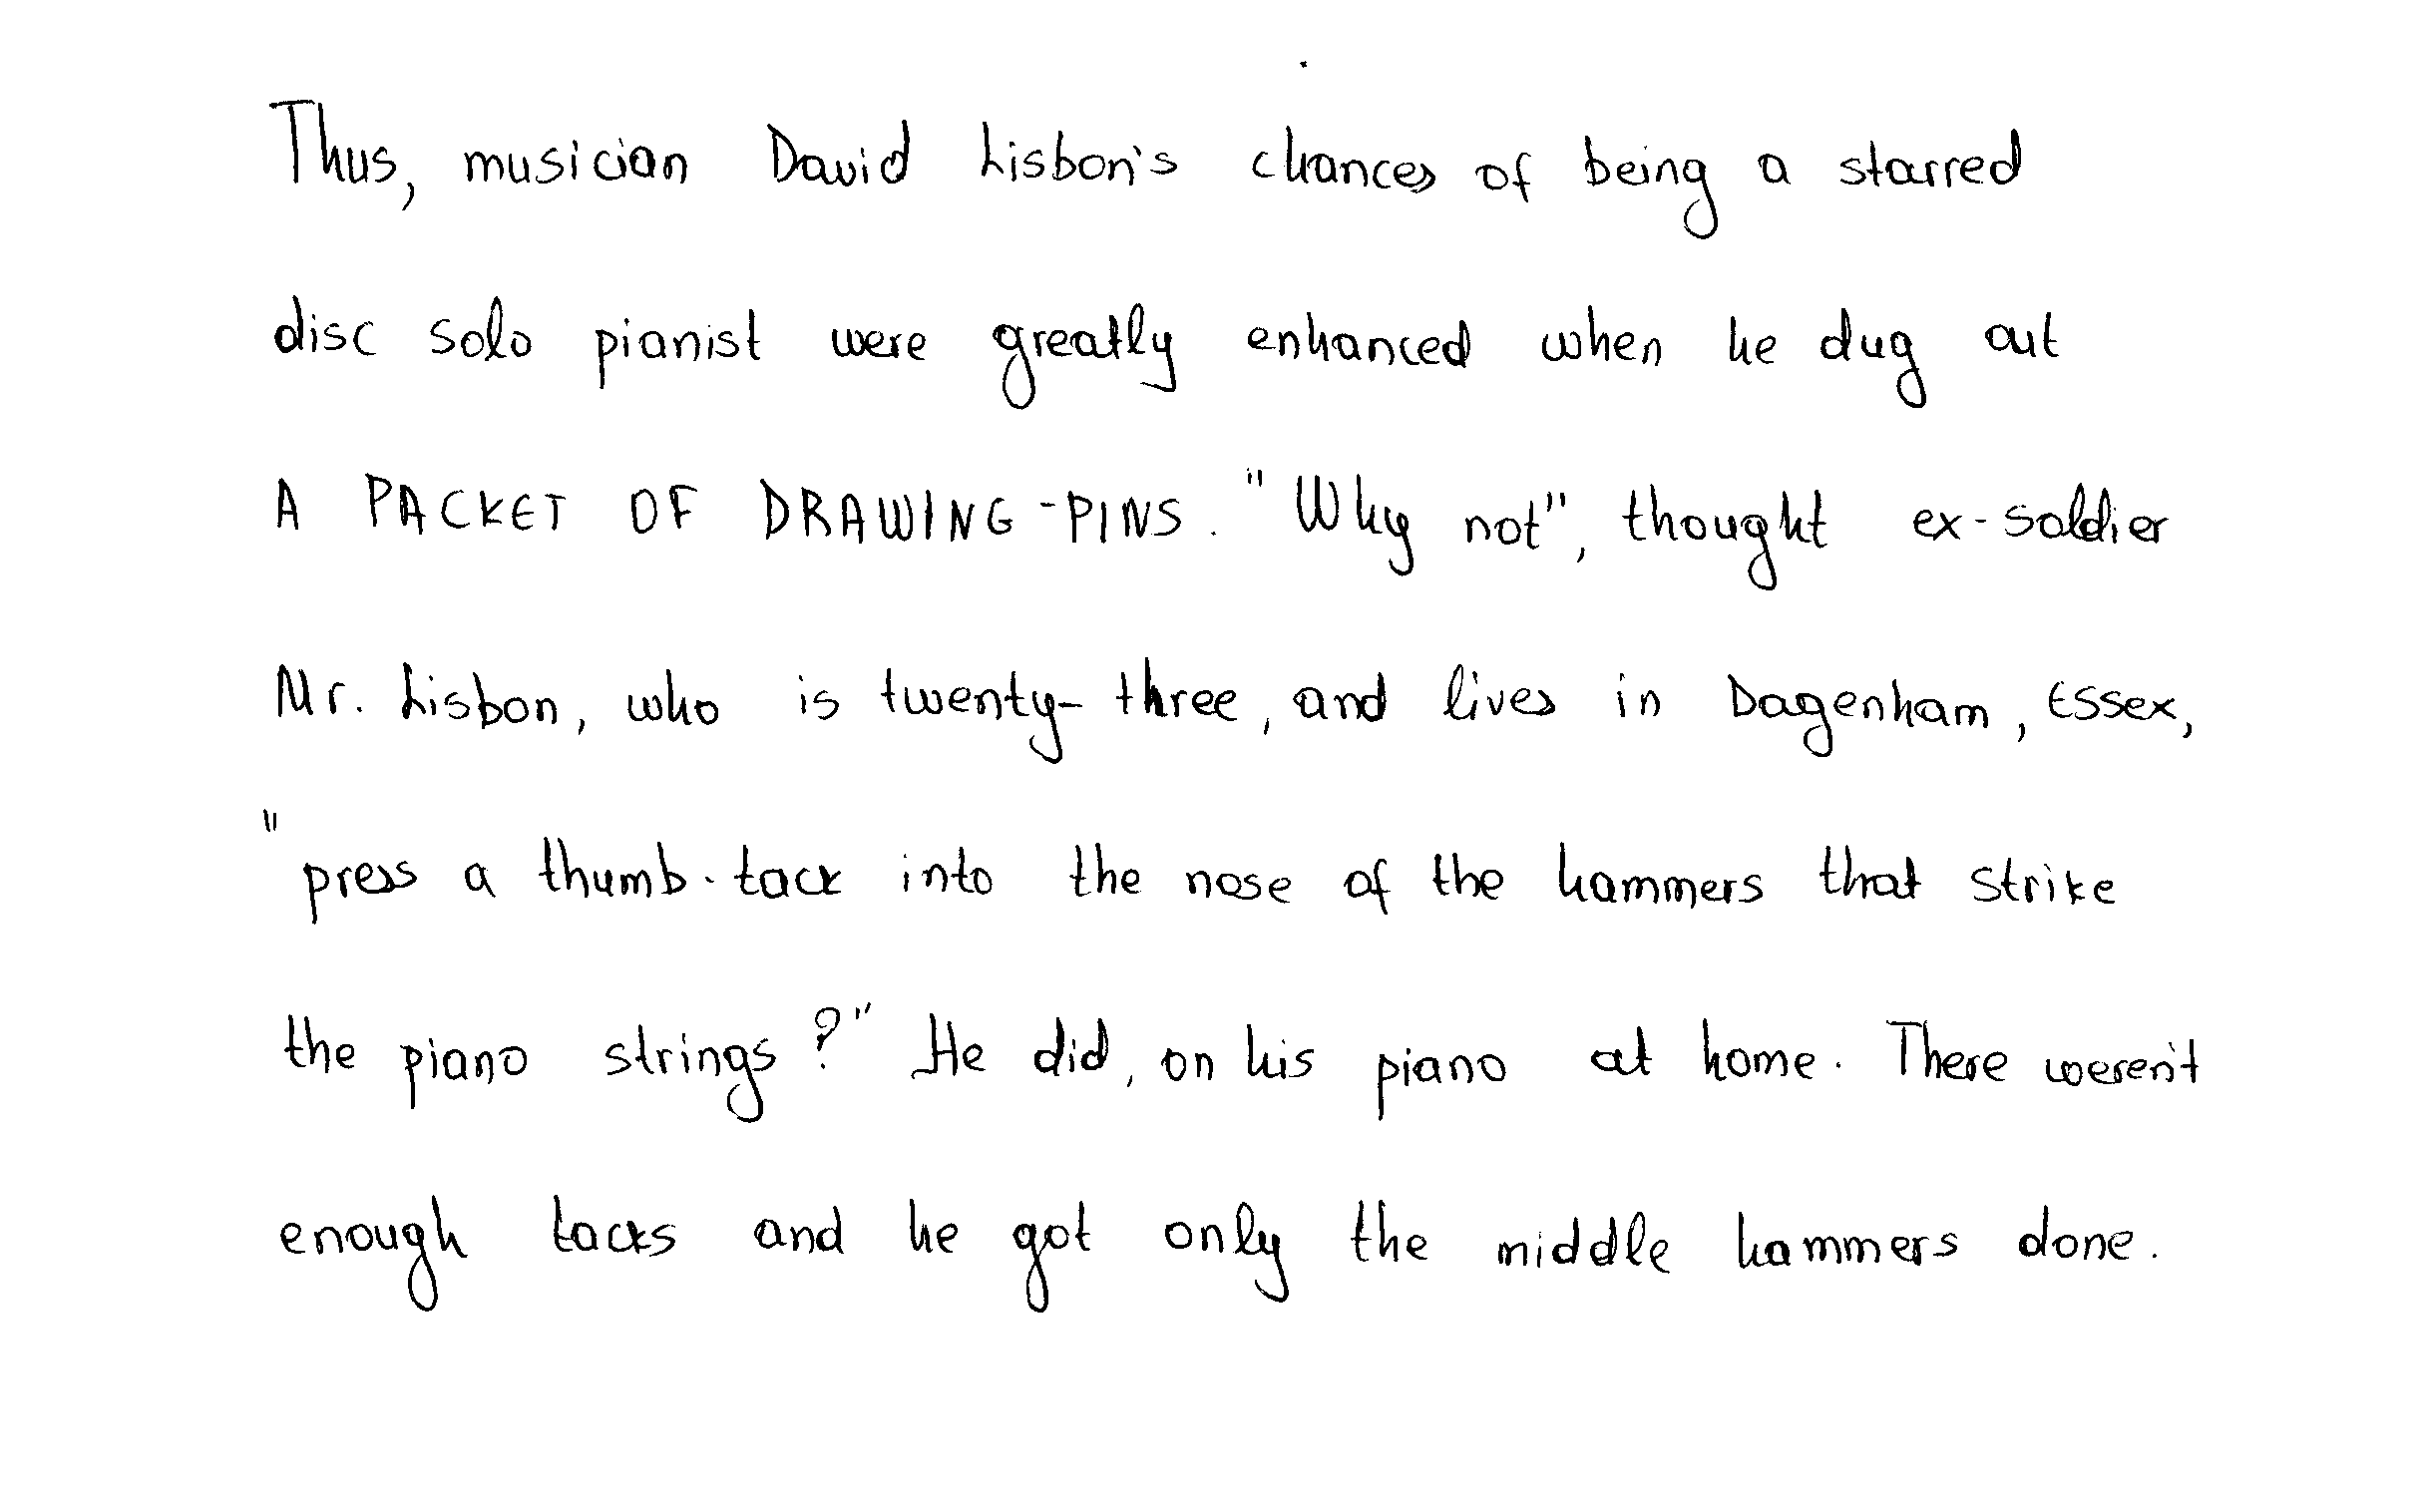 Thus, musician David Lisbon's chances of being a starred
disc solo pianist were greatly enhanced when he dug out
A PACKET OF DRAWING-PINS. "Why not", thought ex-soldier
Mr. Lisbon, who is twenty-three, and lives in Dagenham, Essex,
"press a thumb-tack into the nose of the hammers that strike
the piano strings?" He did, on his piano at home. There weren't
enough tacks and he got only the middle hammers done.